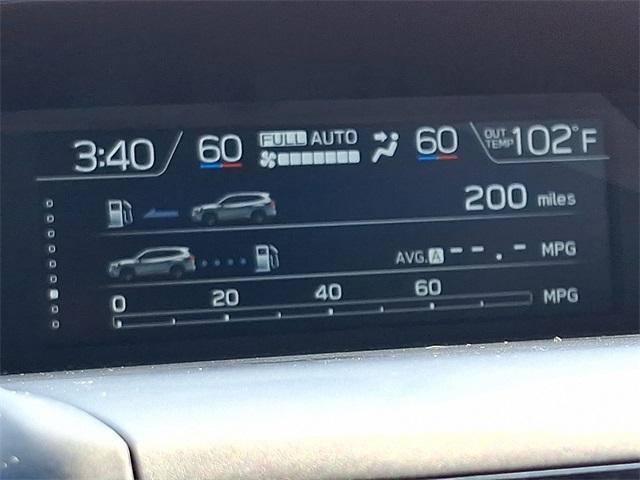 3:40 60 FULL AUTO 60 OUT TEMP 102°F
200 miles
AVG. A --.- MPG
0 20 40 60 MPG